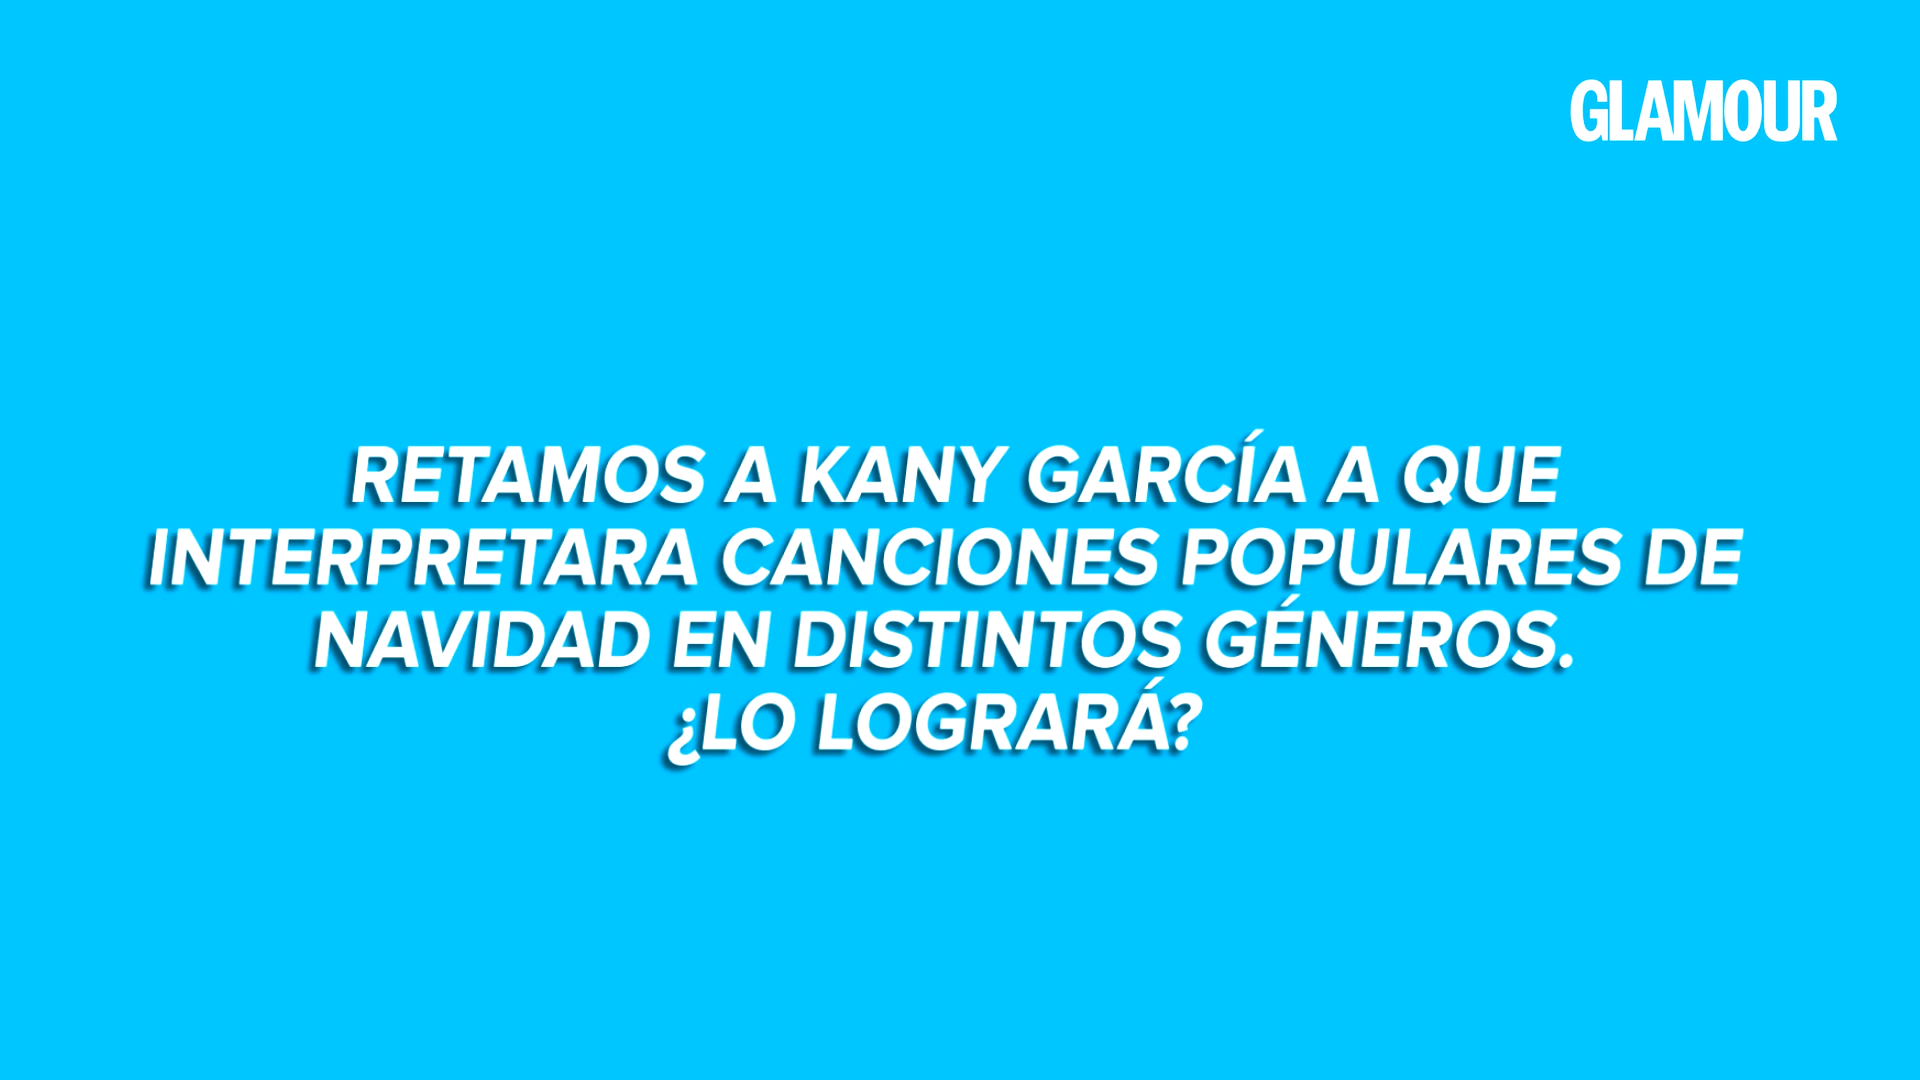 GLAMOUR
RETAMOS A KANY GARCÍA A QUE
INTERPRETARA CANCIONES POPULARES DE
NAVIDAD EN DISTINTOS GÉNEROS.
¿LO LOGRARÁ?